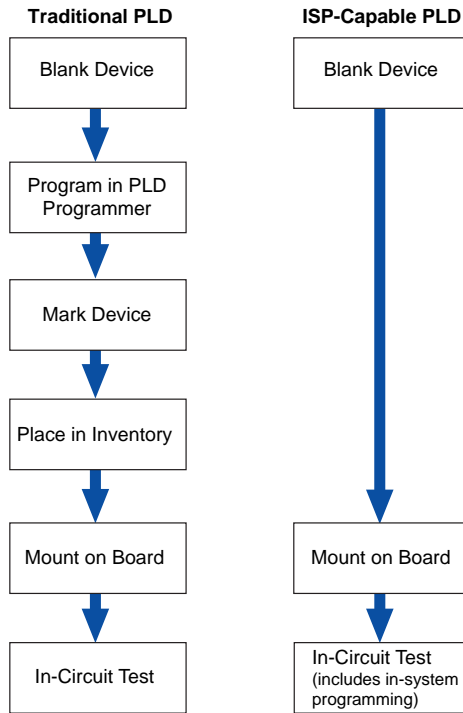 Traditional PLD
Blank Device
Program in PLD
Programmer
Mark Device
Place in Inventory
Mount on Board
In-Circuit Test
ISP-Capable PLD
Blank Device
Mount on Board
In-Circuit Test
(includes in-system
programming)